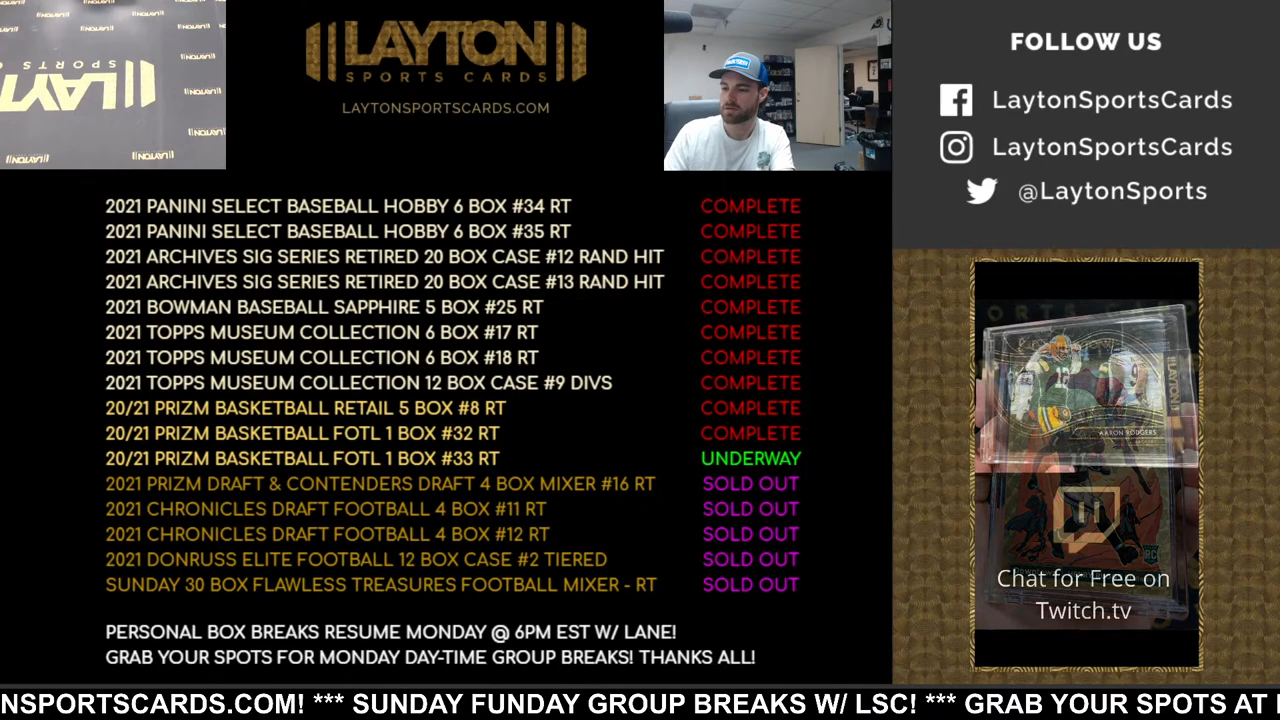 LAYTON
SPORTS CARDS
LAYTONSPORTSCARDS.COM
FOLLOW US
LaytonSportsCards
LaytonSportsCards
@LaytonSports
2021 PANINI SELECT BASEBALL HOBBY 6 BOX #34 RT COMPLETE
2021 PANINI SELECT BASEBALL HOBBY 6 BOX #35 RT COMPLETE
2021 ARCHIVES SIG SERIES RETIRED 20 BOX CASE #12 RAND HIT COMPLETE
2021 ARCHIVES SIG SERIES RETIRED 20 BOX CASE #13 RAND HIT COMPLETE
2021 BOWMAN BASEBALL SAPPHIRE 5 BOX #25 RT COMPLETE
2021 TOPPS MUSEUM COLLECTION 6 BOX #17 RT COMPLETE
2021 TOPPS MUSEUM COLLECTION 6 BOX #18 RT COMPLETE
2021 TOPPS MUSEUM COLLECTION 12 BOX CASE #9 DIVS COMPLETE
20/21 PRIZM BASKETBALL RETAIL 5 BOX #8 RT COMPLETE
20/21 PRIZM BASKETBALL FOTL 1 BOX #32 RT COMPLETE
20/21 PRIZM BASKETBALL FOTL 1 BOX #33 RT UNDERWAY
2021 PRIZM DRAFT & CONTENDERS DRAFT 4 BOX MIXER #16 RT SOLD OUT
2021 CHRONICLES DRAFT FOOTBALL 4 BOX #11 RT SOLD OUT
2021 CHRONICLES DRAFT FOOTBALL 4 BOX #12 RT SOLD OUT
2021 DONRUSS ELITE FOOTBALL 12 BOX CASE #2 TIERED SOLD OUT
SUNDAY 30 BOX FLAWLESS TREASURES FOOTBALL MIXER - RT SOLD OUT
PERSONAL BOX BREAKS RESUME MONDAY @ 6PM EST W/ LANE!
GRAB YOUR SPOTS FOR MONDAY DAY-TIME GROUP BREAKS! THANKS ALL!
AARON RODGERS
RC
Chat for Free on
Twitch.tv
NSPORTSCARDS.COM! *** SUNDAY FUNDAY GROUP BREAKS W/ LSC! *** GRAB YOUR SPOTS AT